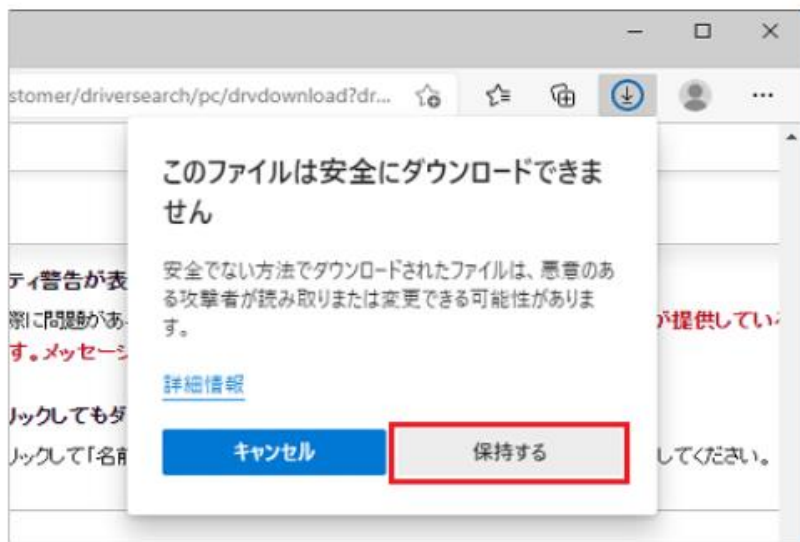 stomer/driversearch/pc/drvdownload?dr...
このファイルは安全にダウンロードできま
せん
安全でない方法でダウンロードされたファイルは、悪意のあ
る攻撃者が読み取りまたは変更できる可能性がありま
す。
詳細情報
キャンセル
保持する
ティ警告が表
際に問題があ
が提供してい
す。メッセージ
リックしてもダ
リックして「名前
してください。